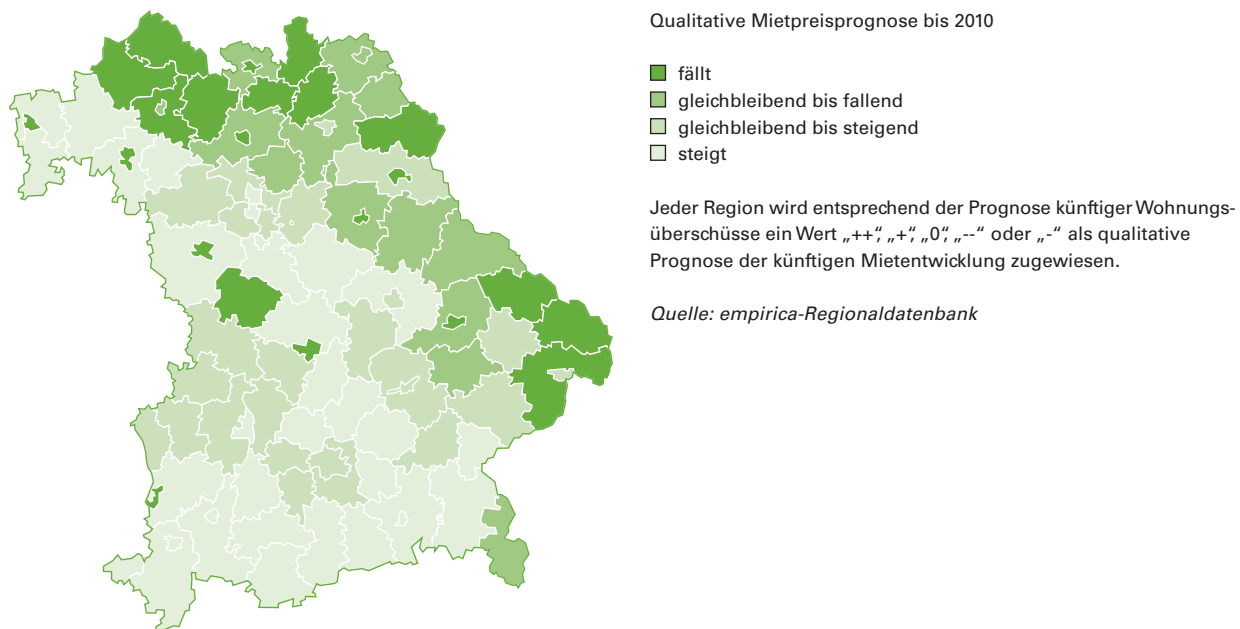 Qualitative Mietpreisprognose bis 2010
fällt
gleichbleibend bis fallend
gleichbleibend bis steigend
steigt
Jeder Region wird entsprechend der Prognose künftiger Wohnungs-
überschüsse ein Wert „++“, „+“, „0“, „--“ oder „-“ als qualitative
Prognose der künftigen Mietentwicklung zugewiesen.
Quelle: empirica-Regionaldatenbank